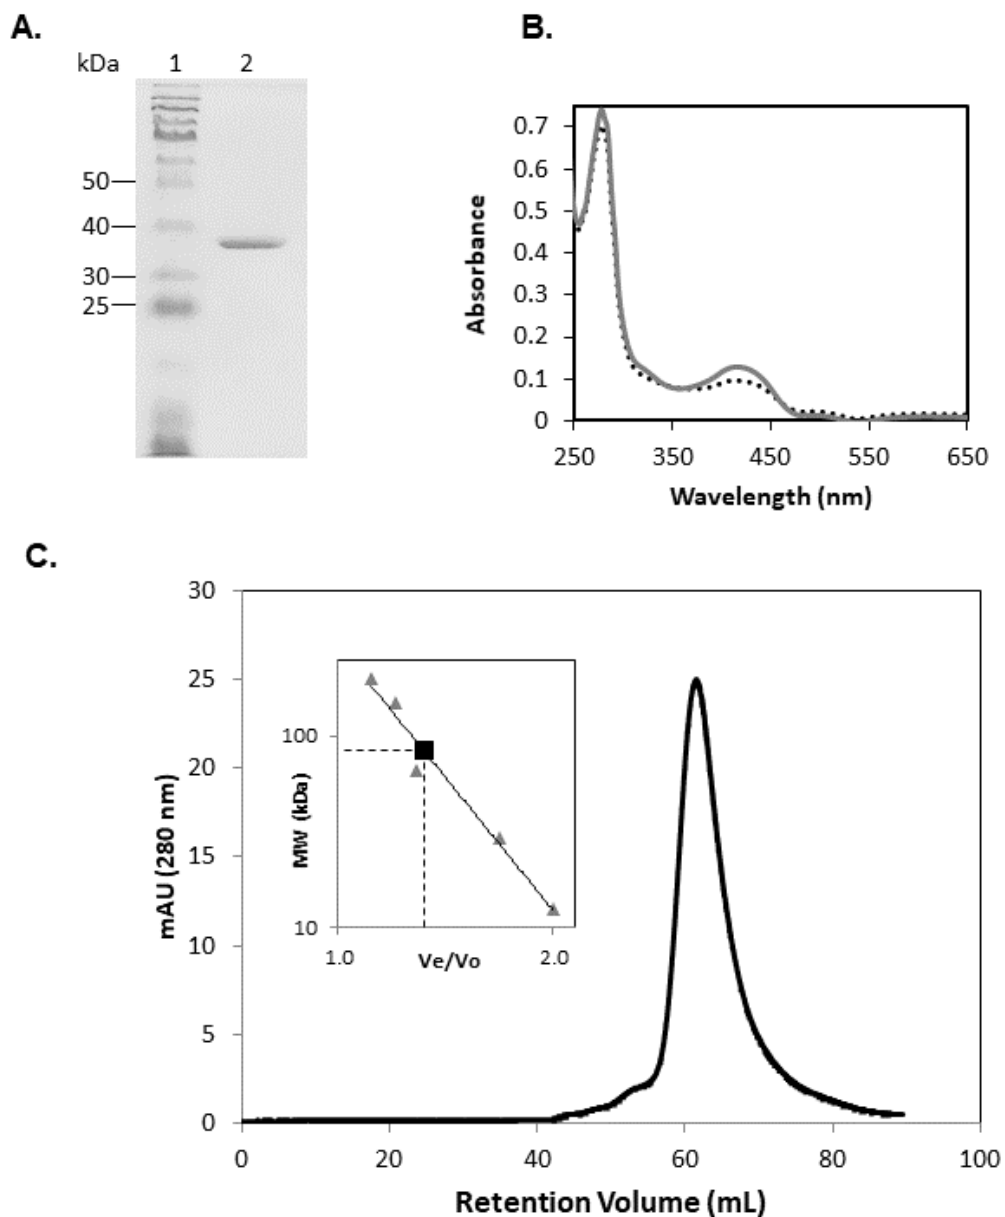 A.
kDa 1 2
50
40
30
25
B.
0.7
0.6
0.5
0.4
0.3
0.2
0.1
0
Absorbance
250 350 450 550 650
Wavelength (nm)
C.
30
25
20
15
10
5
0
mAU (280 nm)
100
10
MW (kDa)
1.0 2.0
Ve/Vo
0 20 40 60 80 100
Retention Volume (mL)